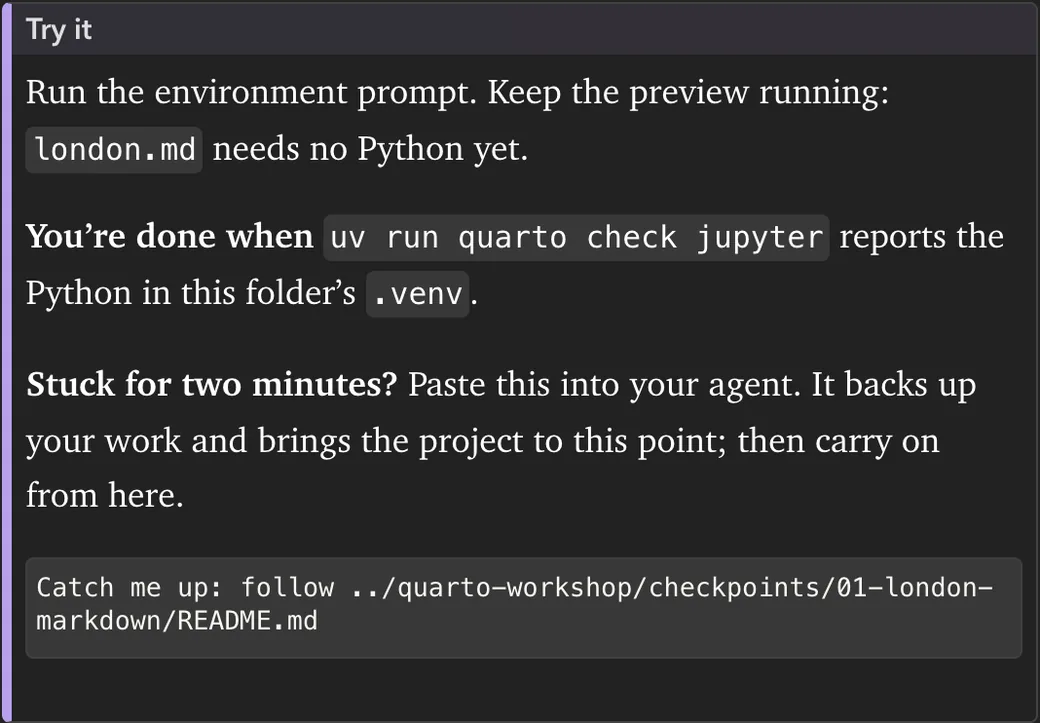 Try it
Run the environment prompt. Keep the preview running:
london.md needs no Python yet.
You’re done when uv run quarto check jupyter reports the
Python in this folder’s .venv.
Stuck for two minutes? Paste this into your agent. It backs up
your work and brings the project to this point; then carry on
from here.
Catch me up: follow ../quarto-workshop/checkpoints/01-london-
markdown/README.md